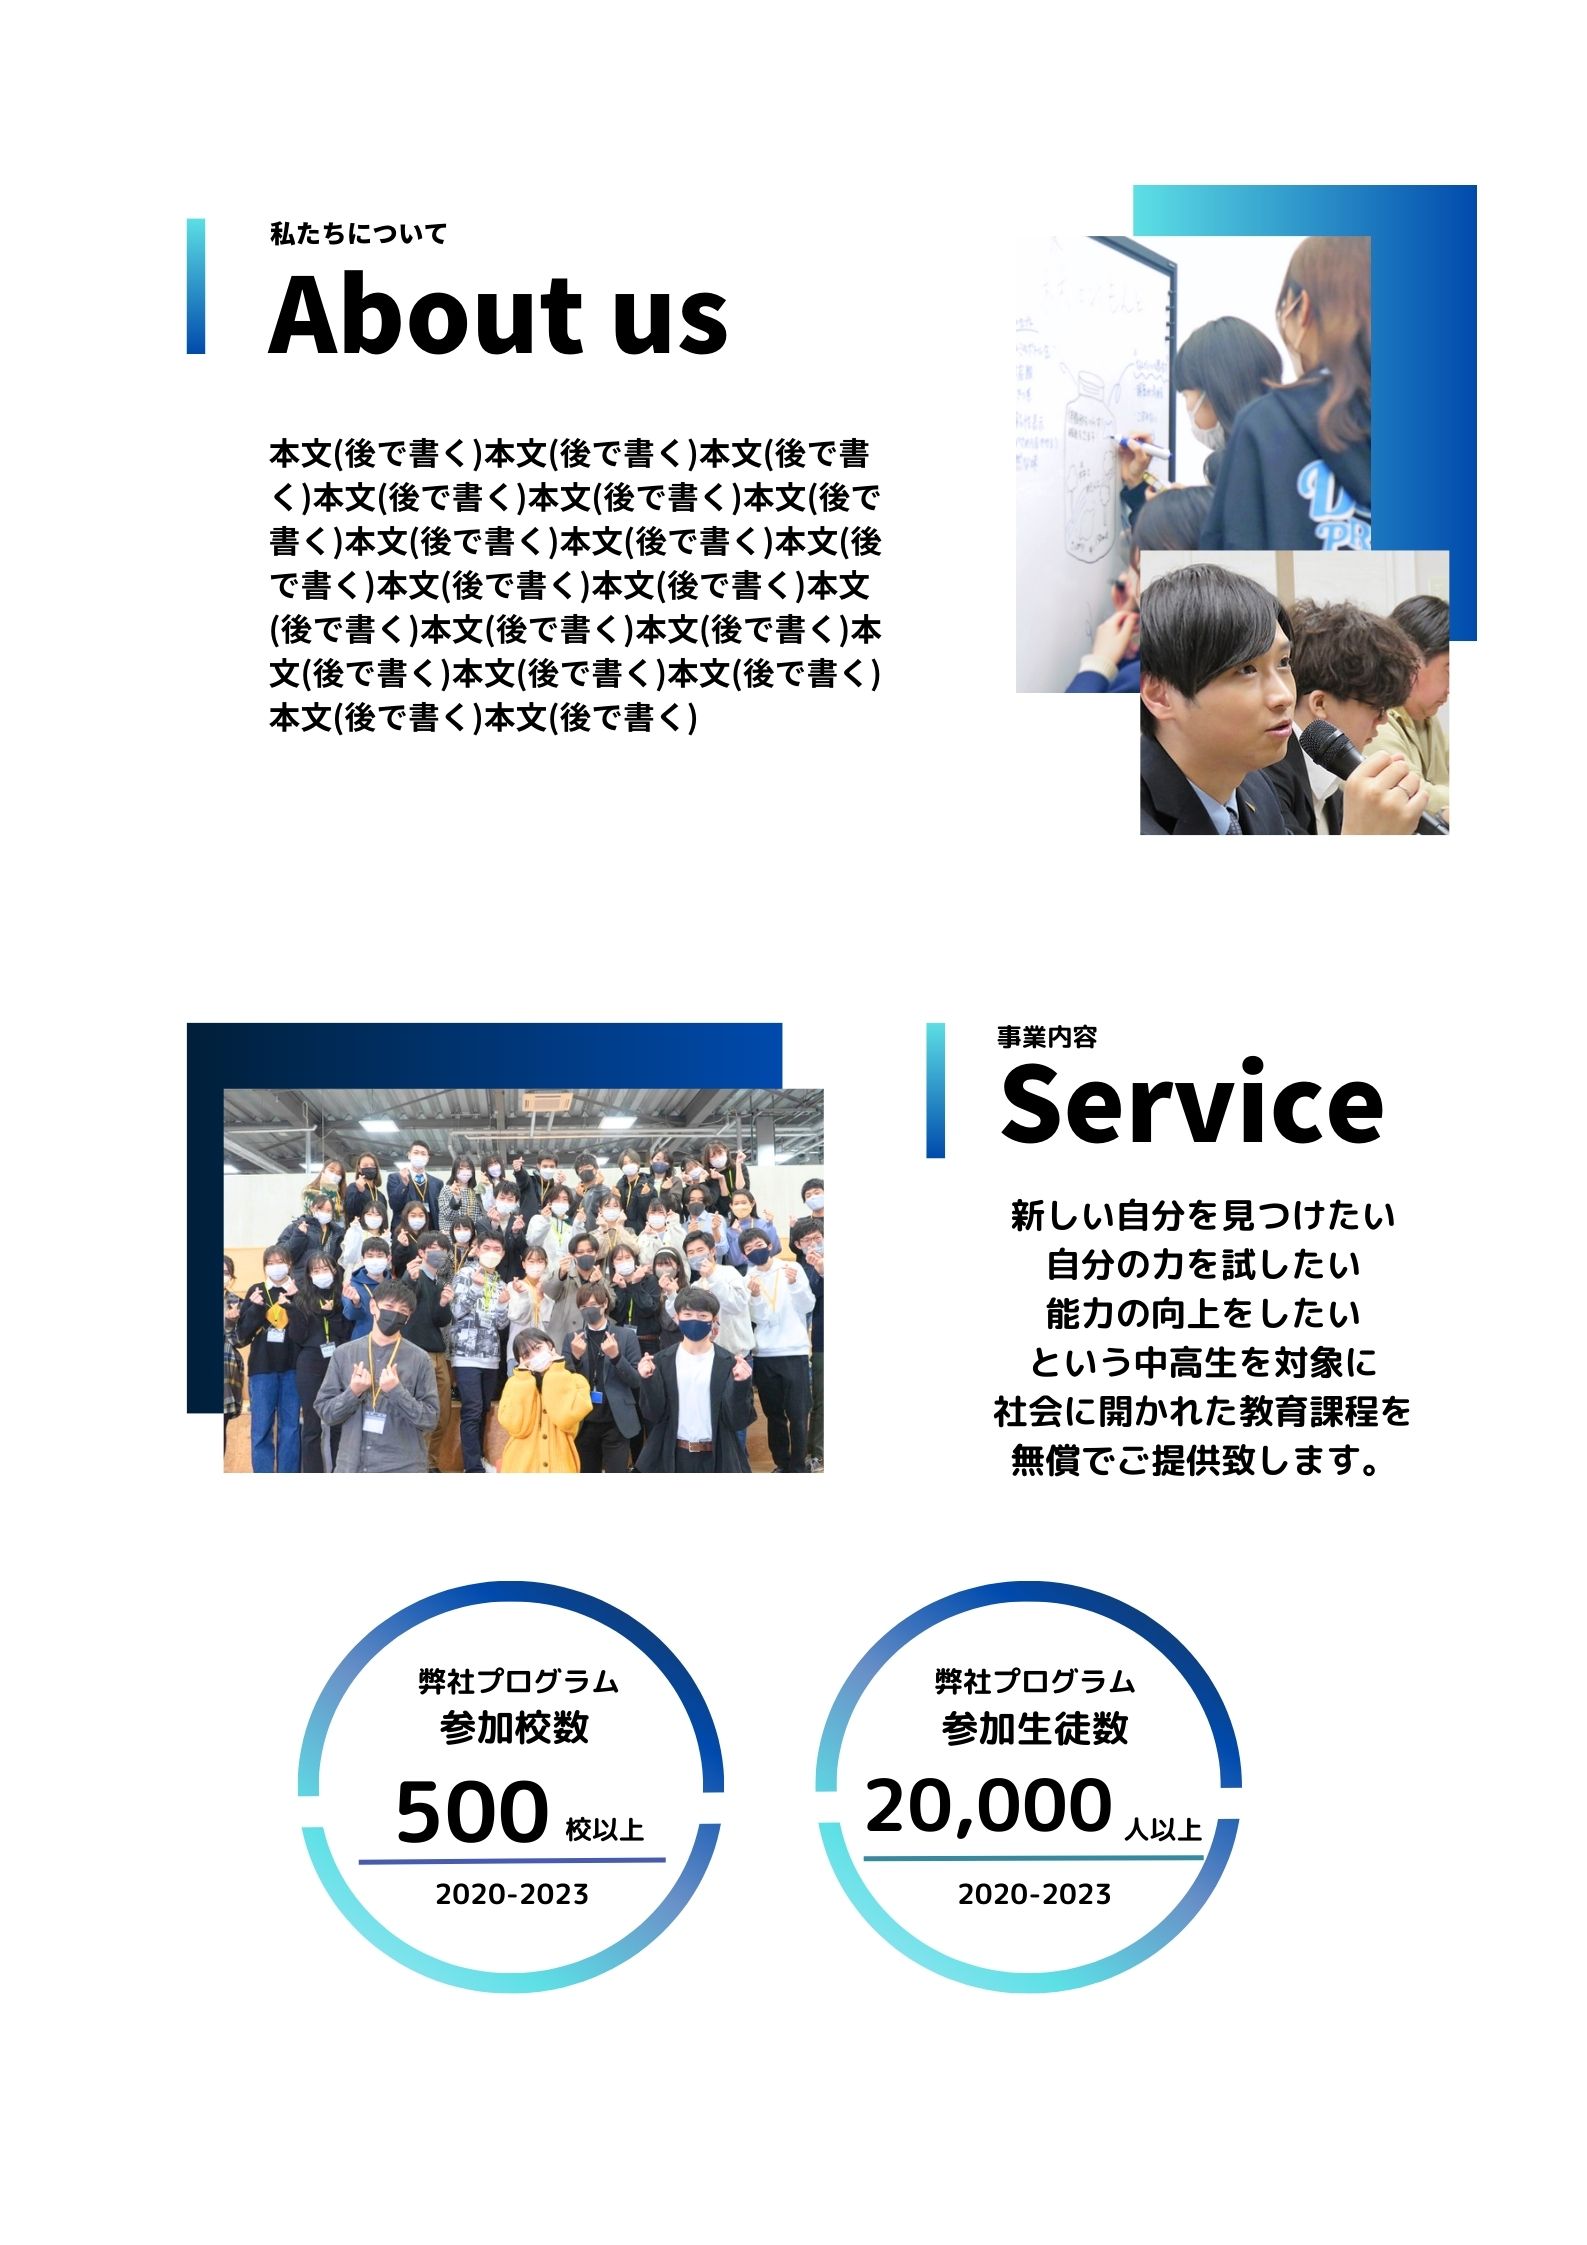 私たちについて
About us
本文(後で書く)本文(後で書く)本文(後で書
く)本文(後で書く)本文(後で書く)本文(後で
書く)本文(後で書く)本文(後で書く)本文(後
で書く)本文(後で書く)本文(後で書く)本文
(後で書く)本文(後で書く)本文(後で書く)本
文(後で書く)本文(後で書く)本文(後で書く)
本文(後で書く)本文(後で書く)
事業内容
Service
新しい自分を見つけたい
自分の力を試したい
能力の向上をしたい
という中高生を対象に
社会に開かれた教育課程を
無償でご提供致します。
弊社プログラム
参加校数
500 校以上
2020-2023
弊社プログラム
参加生徒数
20,000 人以上
2020-2023